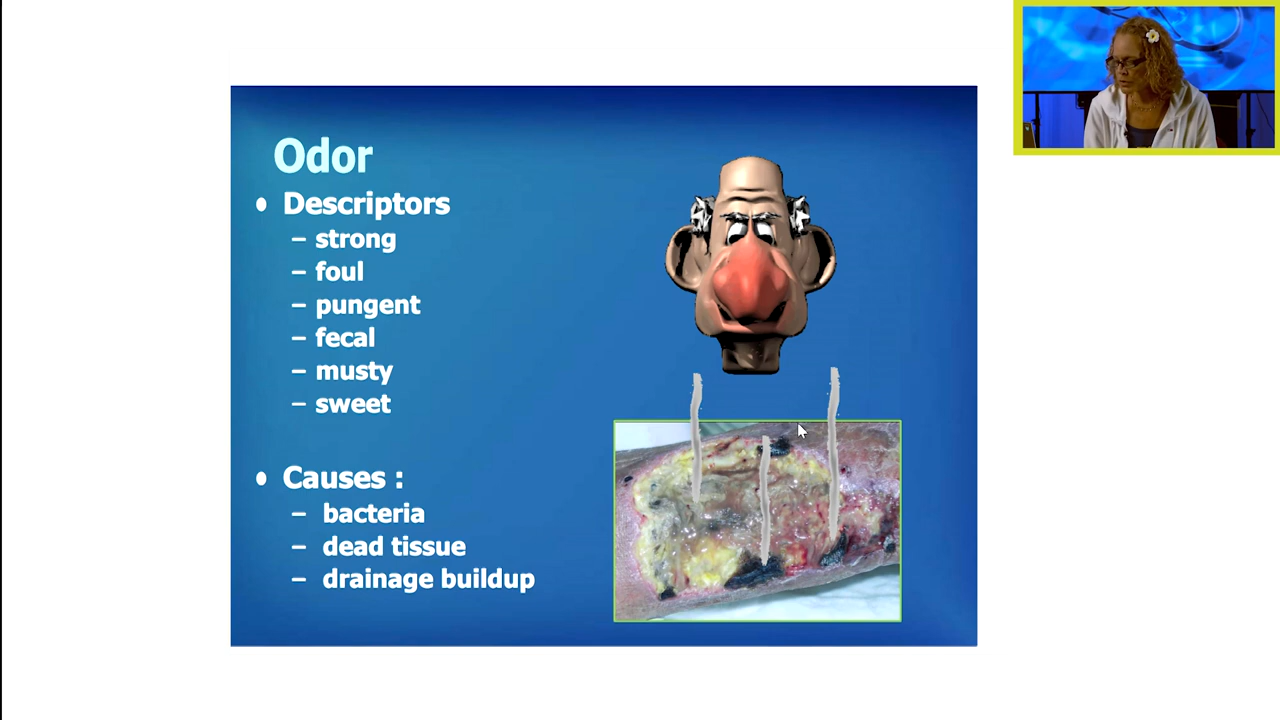 Odor
• Descriptors
– strong
– foul
– pungent
– fecal
– musty
– sweet
• Causes :
– bacteria
– dead tissue
– drainage buildup